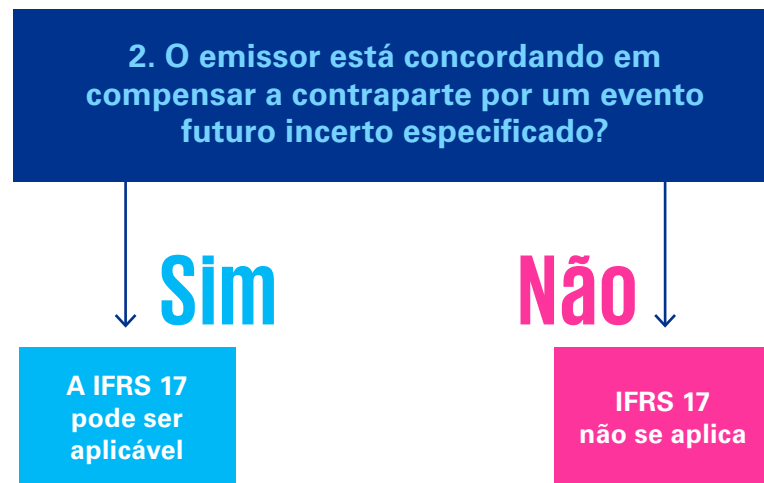 2. O emissor está concordando em
compensar a contraparte por um evento
futuro incerto especificado?
Sim
Não
A IFRS 17
pode ser
aplicável
IFRS 17
não se aplica